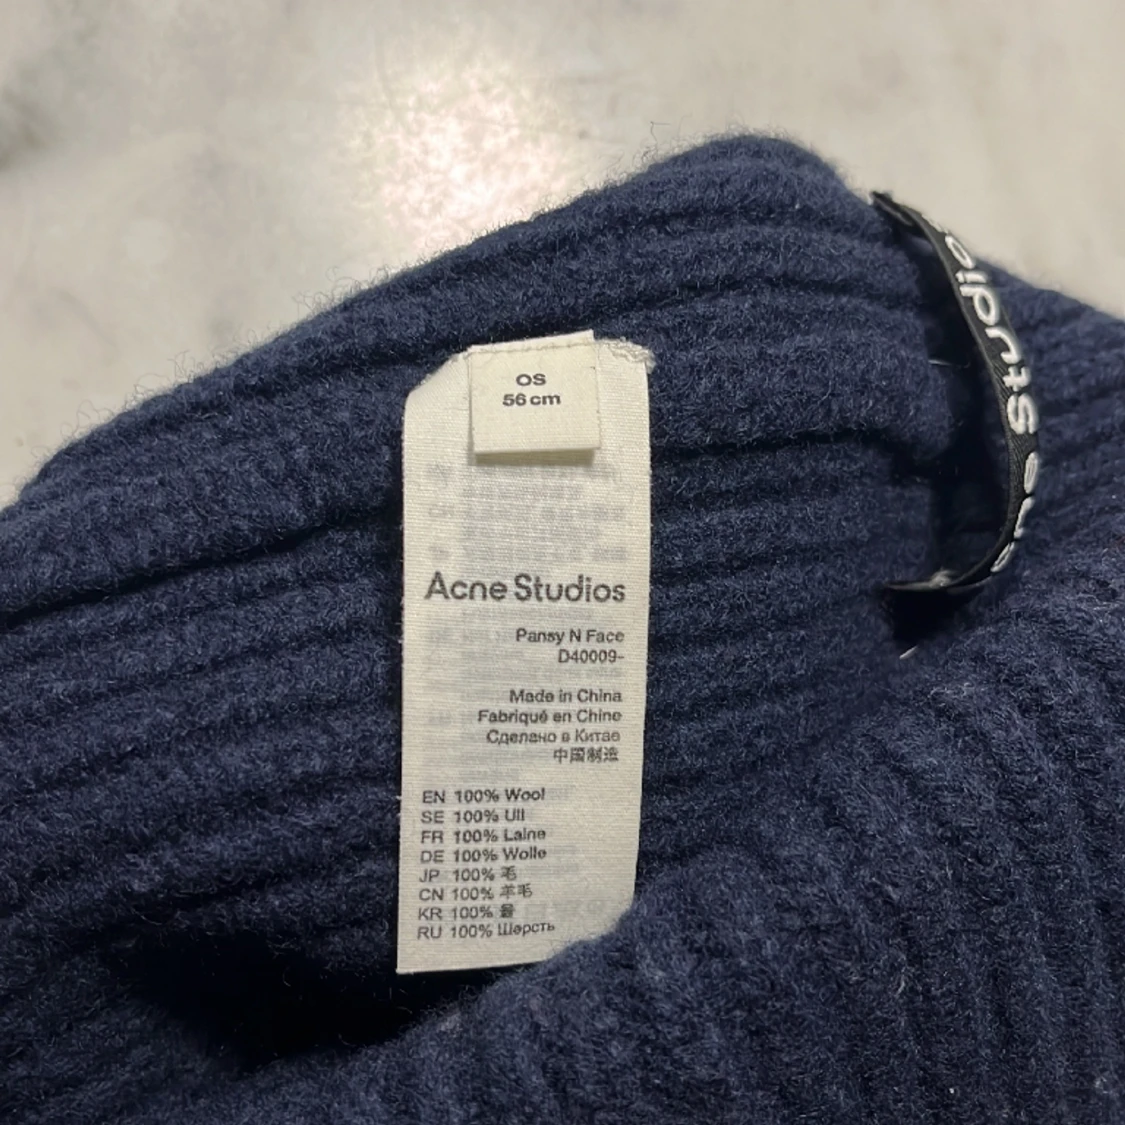 OS
56 cm
Acne Studios
Pansy N Face
D40009-
Made in China
Fabriqué en Chine
Сделано в Китае
中国制造
EN 100% Wool
SE 100% Ull
FR 100% Laine
DE 100% Wolle
JP 100% 毛
CN 100% 羊毛
KR 100% 울
RU 100% Шерсть
Studios